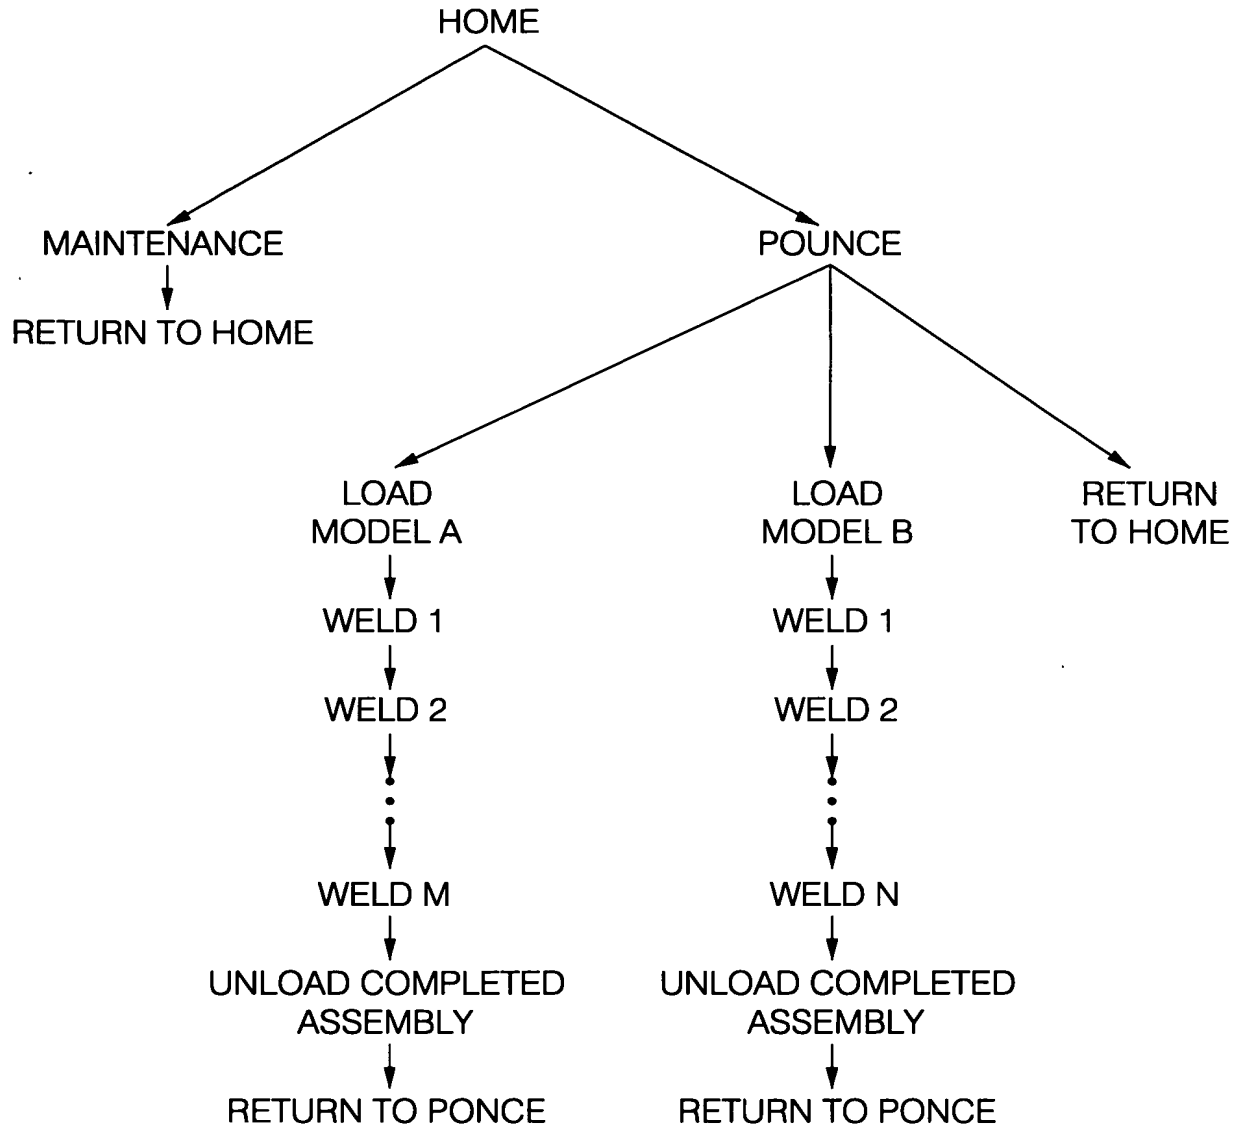 HOME
MAINTENANCE
POUNCE
RETURN TO HOME
LOAD
MODEL A
LOAD
MODEL B
RETURN
TO HOME
WELD 1
WELD 1
WELD 2
WELD 2
WELD M
WELD N
UNLOAD COMPLETED
ASSEMBLY
UNLOAD COMPLETED
ASSEMBLY
RETURN TO PONCE
RETURN TO PONCE